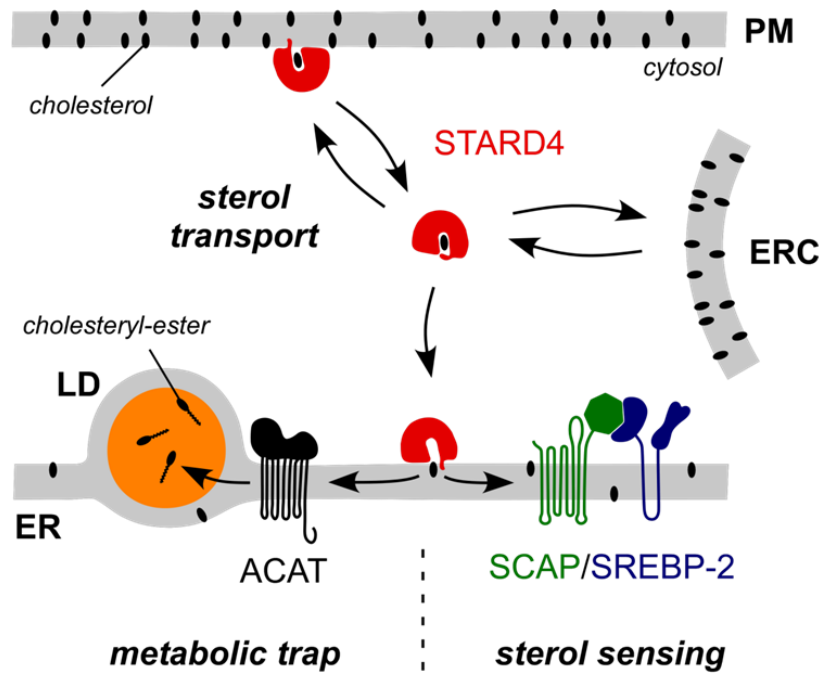 PM
cytosol
cholesterol
STARD4
sterol
transport
ERC
cholesteryl-ester
LD
ER
ACAT
SCAP/SREBP-2
metabolic trap
sterol sensing